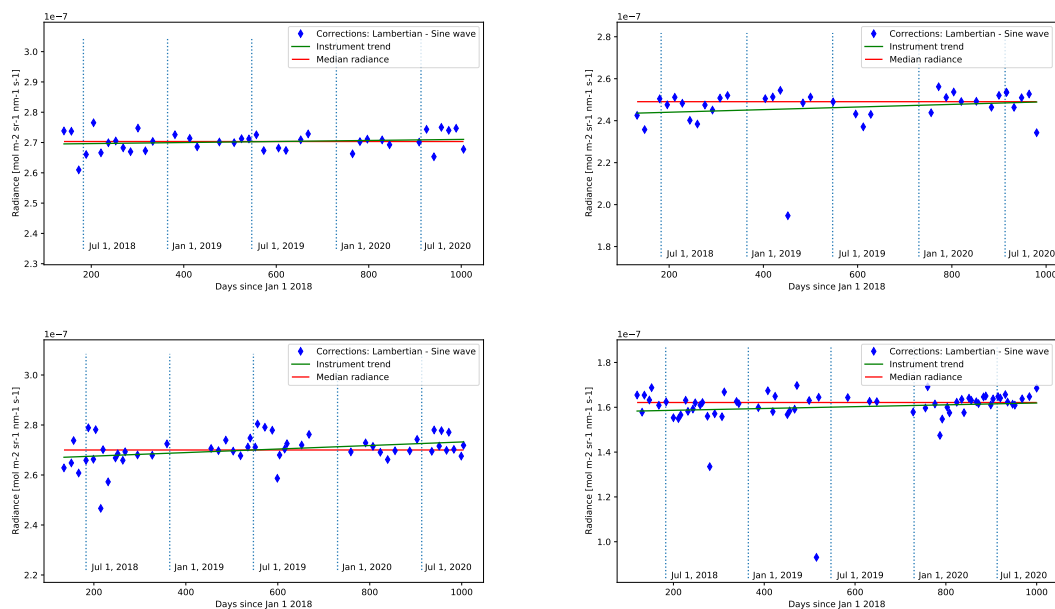 1e−7
Corrections: Lambertian - Sine wave
Instrument trend
Median radiance
3.0
2.9
2.8
2.7
2.6
2.5
2.4
2.3
Radiance [mol m-2 sr-1 nm-1 s-1]
Jul 1, 2018
Jan 1, 2019
Jul 1, 2019
Jan 1, 2020
Jul 1, 2020
200
400
600
800
1000
Days since Jan 1 2018
1e−7
Corrections: Lambertian - Sine wave
Instrument trend
Median radiance
2.8
2.6
2.4
2.2
2.0
1.8
Radiance [mol m-2 sr-1 nm-1 s-1]
Jul 1, 2018
Jan 1, 2019
Jul 1, 2019
Jan 1, 2020
Jul 1, 2020
200
400
600
800
1000
Days since Jan 1 2018
1e−7
Corrections: Lambertian - Sine wave
Instrument trend
Median radiance
3.0
2.8
2.6
2.4
2.2
Radiance [mol m-2 sr-1 nm-1 s-1]
Jul 1, 2018
Jan 1, 2019
Jul 1, 2019
Jan 1, 2020
Jul 1, 2020
200
400
600
800
1000
Days since Jan 1 2018
1e−7
Corrections: Lambertian - Sine wave
Instrument trend
Median radiance
1.8
1.6
1.4
1.2
1.0
Radiance [mol m-2 sr-1 nm-1 s-1]
Jul 1, 2018
Jan 1, 2019
Jul 1, 2019
Jan 1, 2020
Jul 1, 2020
200
400
600
800
1000
Days since Jan 1 2018